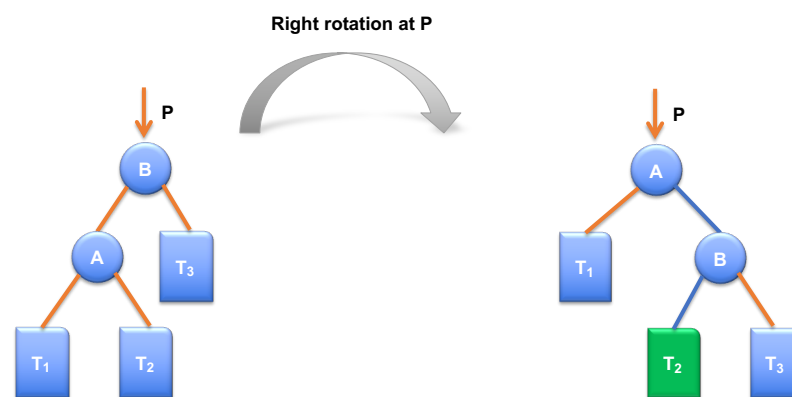 Right rotation at P
P
P
B
A
A
T₃
T₁
B
T₁
T₂
T₂
T₃